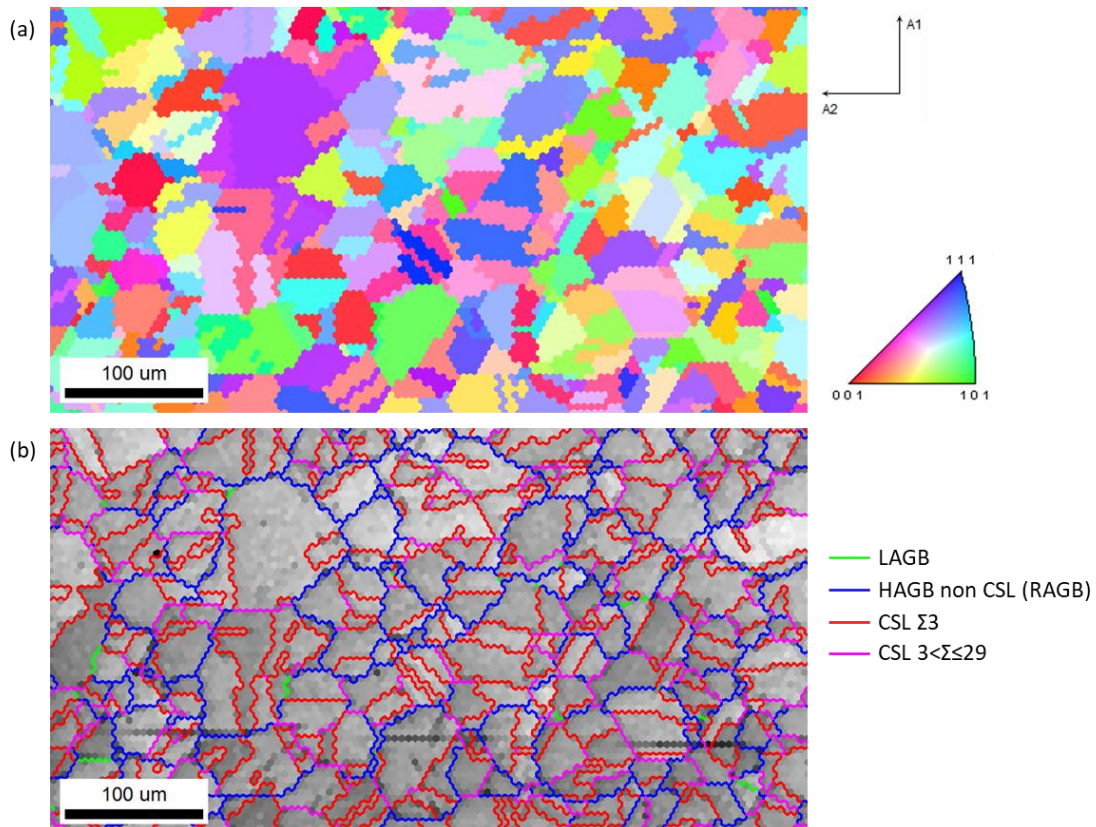 (a)
A1
A2
1 1 1
0 0 1
1 0 1
100 um
(b)
LAGB
HAGB non CSL (RAGB)
CSL Σ3
CSL 3<Σ≤29
100 um